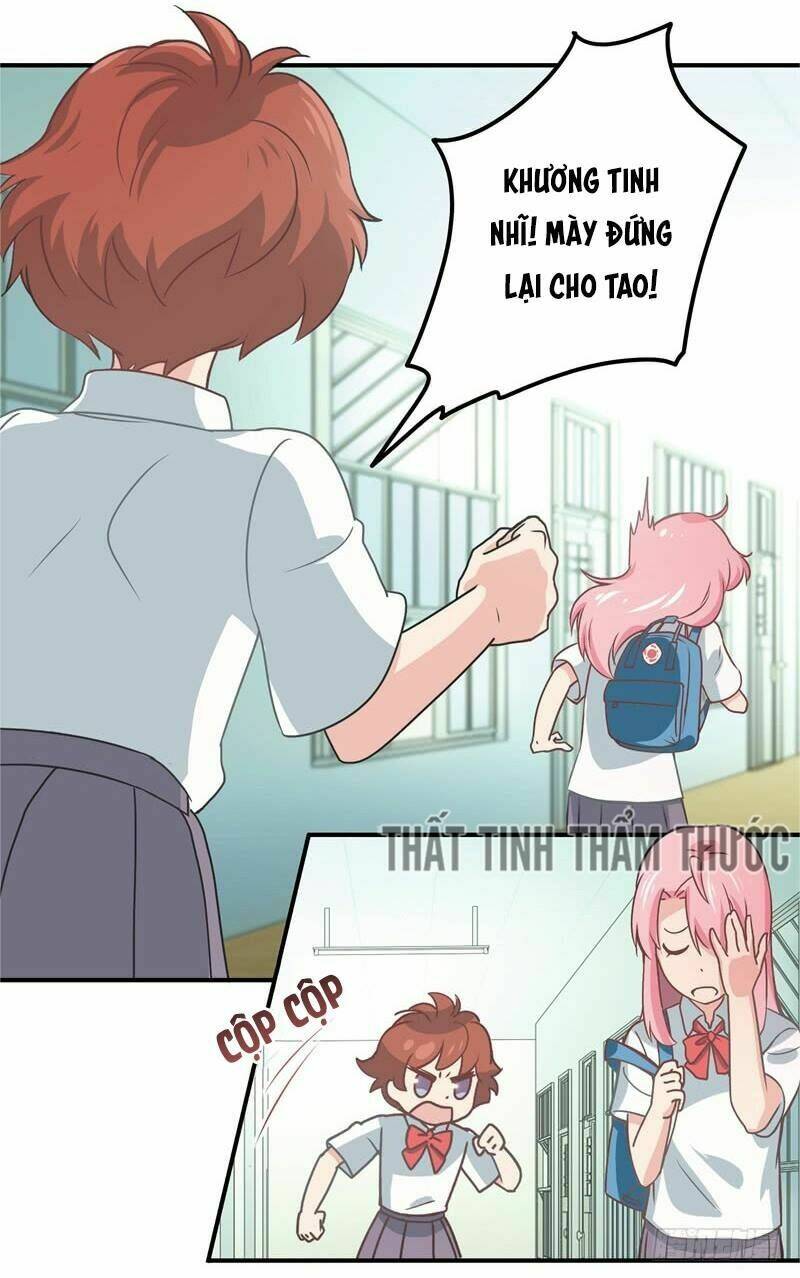 KHƯƠNG TINH
NHĨ! MÀY ĐỨNG
LẠI CHO TAO!
THẤT TINH THẨM THƯỚC
CỘP CỘP